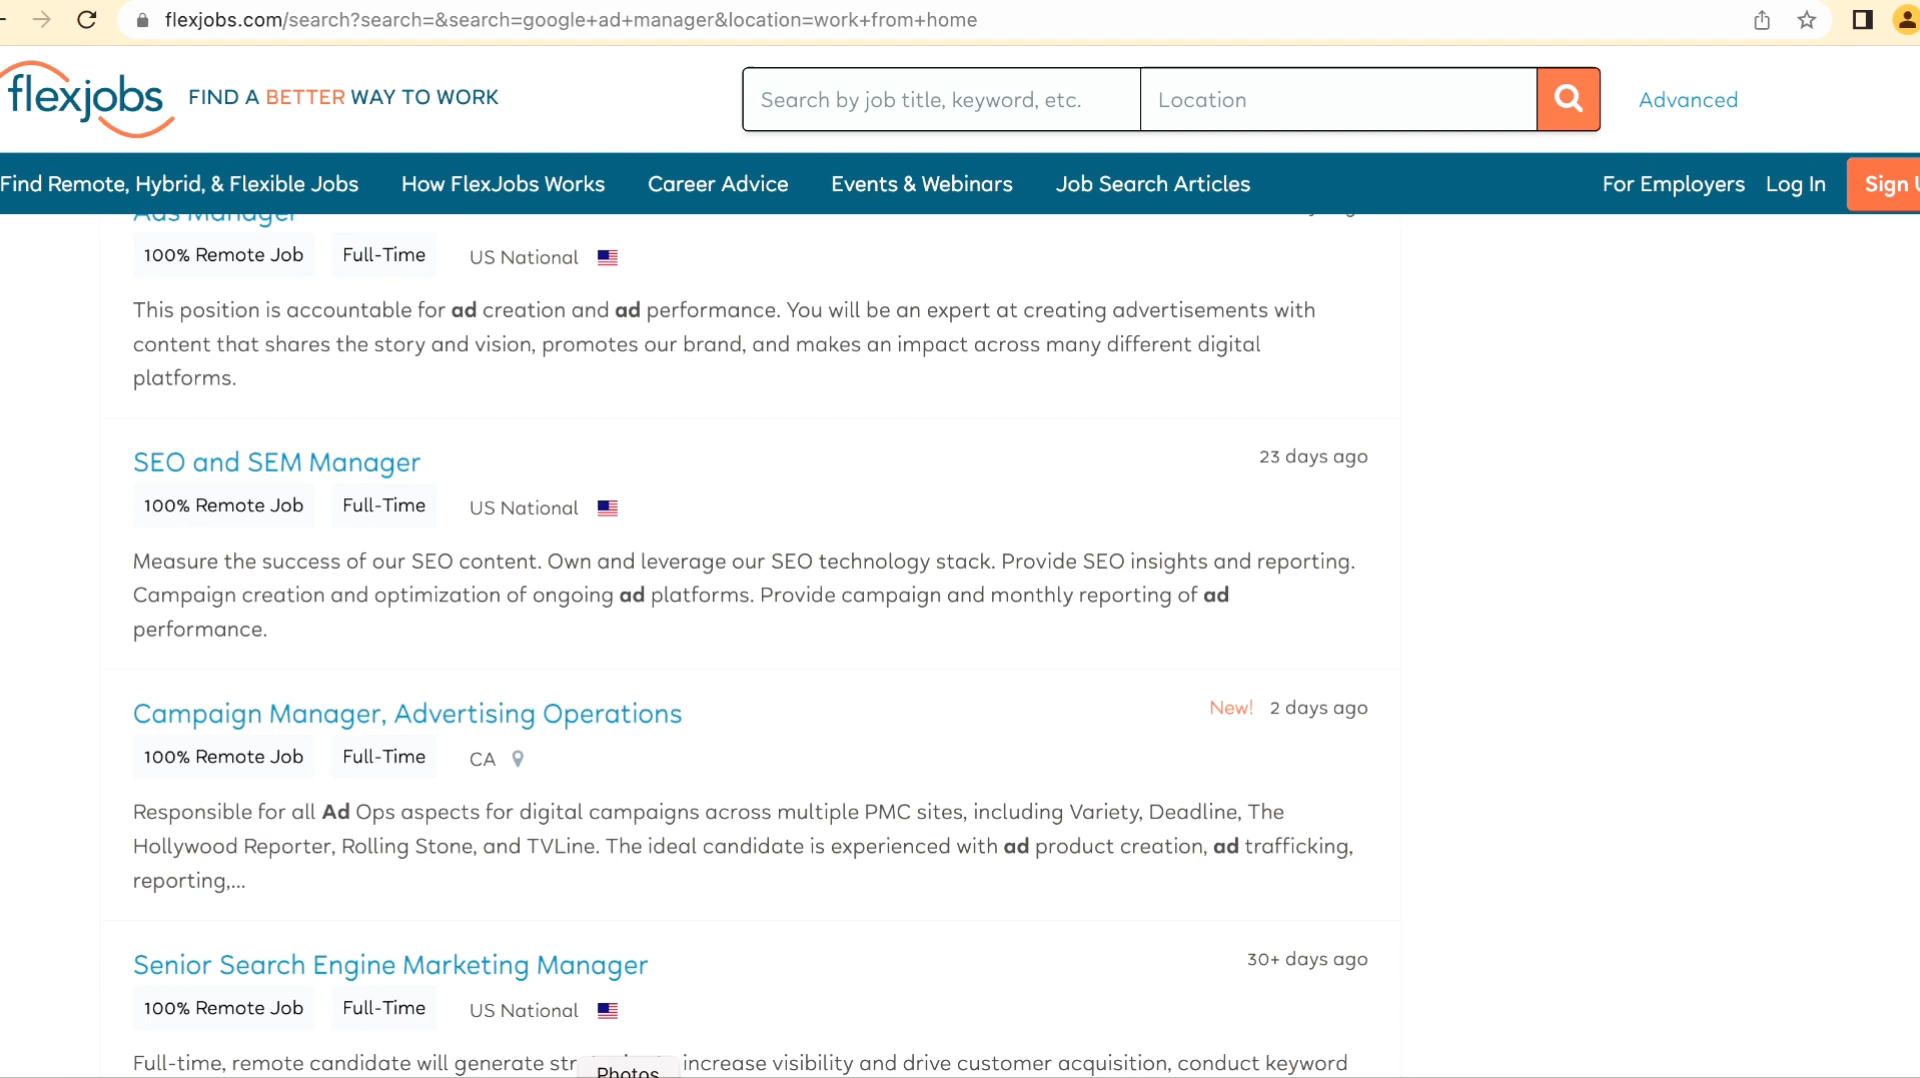 flexjobs.com/search?search=&search=google+ad+manager&location=work+from+home
flexjobs FIND A BETTER WAY TO WORK
Search by job title, keyword, etc. Location Advanced
Find Remote, Hybrid, & Flexible Jobs How FlexJobs Works Career Advice Events & Webinars Job Search Articles For Employers Log In Sign U
Ads Manager
100% Remote Job Full-Time US National
This position is accountable for ad creation and ad performance. You will be an expert at creating advertisements with
content that shares the story and vision, promotes our brand, and makes an impact across many different digital
platforms.
SEO and SEM Manager 23 days ago
100% Remote Job Full-Time US National
Measure the success of our SEO content. Own and leverage our SEO technology stack. Provide SEO insights and reporting.
Campaign creation and optimization of ongoing ad platforms. Provide campaign and monthly reporting of ad
performance.
Campaign Manager, Advertising Operations New! 2 days ago
100% Remote Job Full-Time CA
Responsible for all Ad Ops aspects for digital campaigns across multiple PMC sites, including Variety, Deadline, The
Hollywood Reporter, Rolling Stone, and TVLine. The ideal candidate is experienced with ad product creation, ad trafficking,
reporting,...
Senior Search Engine Marketing Manager 30+ days ago
100% Remote Job Full-Time US National
Full-time, remote candidate will generate increase visibility and drive customer acquisition, conduct keyword
Photos